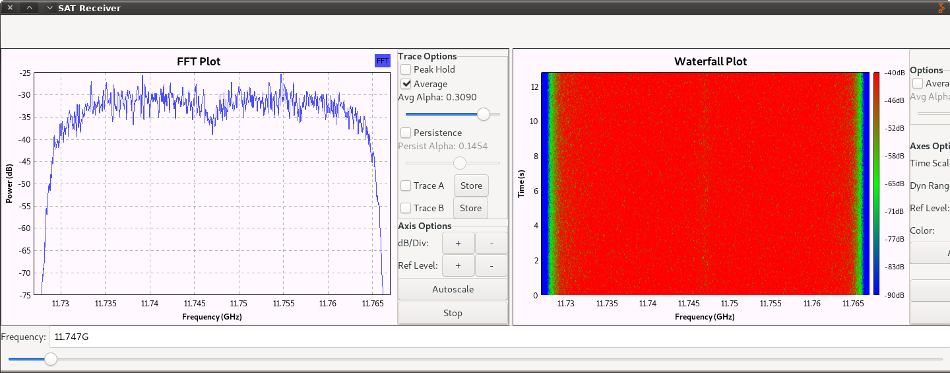 SAT Receiver
FFT Plot
FFT
Power (dB)
-25
-30
-35
-40
-45
-50
-55
-60
-65
-70
-75
11.73 11.735 11.74 11.745 11.75 11.755 11.76 11.765
Frequency (GHz)
Trace Options
Peak Hold
Average
Avg Alpha: 0.3090
Persistence
Persist Alpha: 0.1454
Trace A Store
Trace B Store
Axis Options
dB/Div: + -
Ref Level: + -
Autoscale
Stop
Waterfall Plot
Time (s)
12
10
8
6
4
2
0
11.73 11.735 11.74 11.745 11.75 11.755 11.76 11.765
Frequency (GHz)
-40dB
-46dB
-52dB
-58dB
-65dB
-71dB
-77dB
-83dB
-90dB
Options
Avera
Avg Alpha
Axes Opti
Time Scal
Dyn Rang
Ref Level:
Color:
A
Frequency: 11.747G